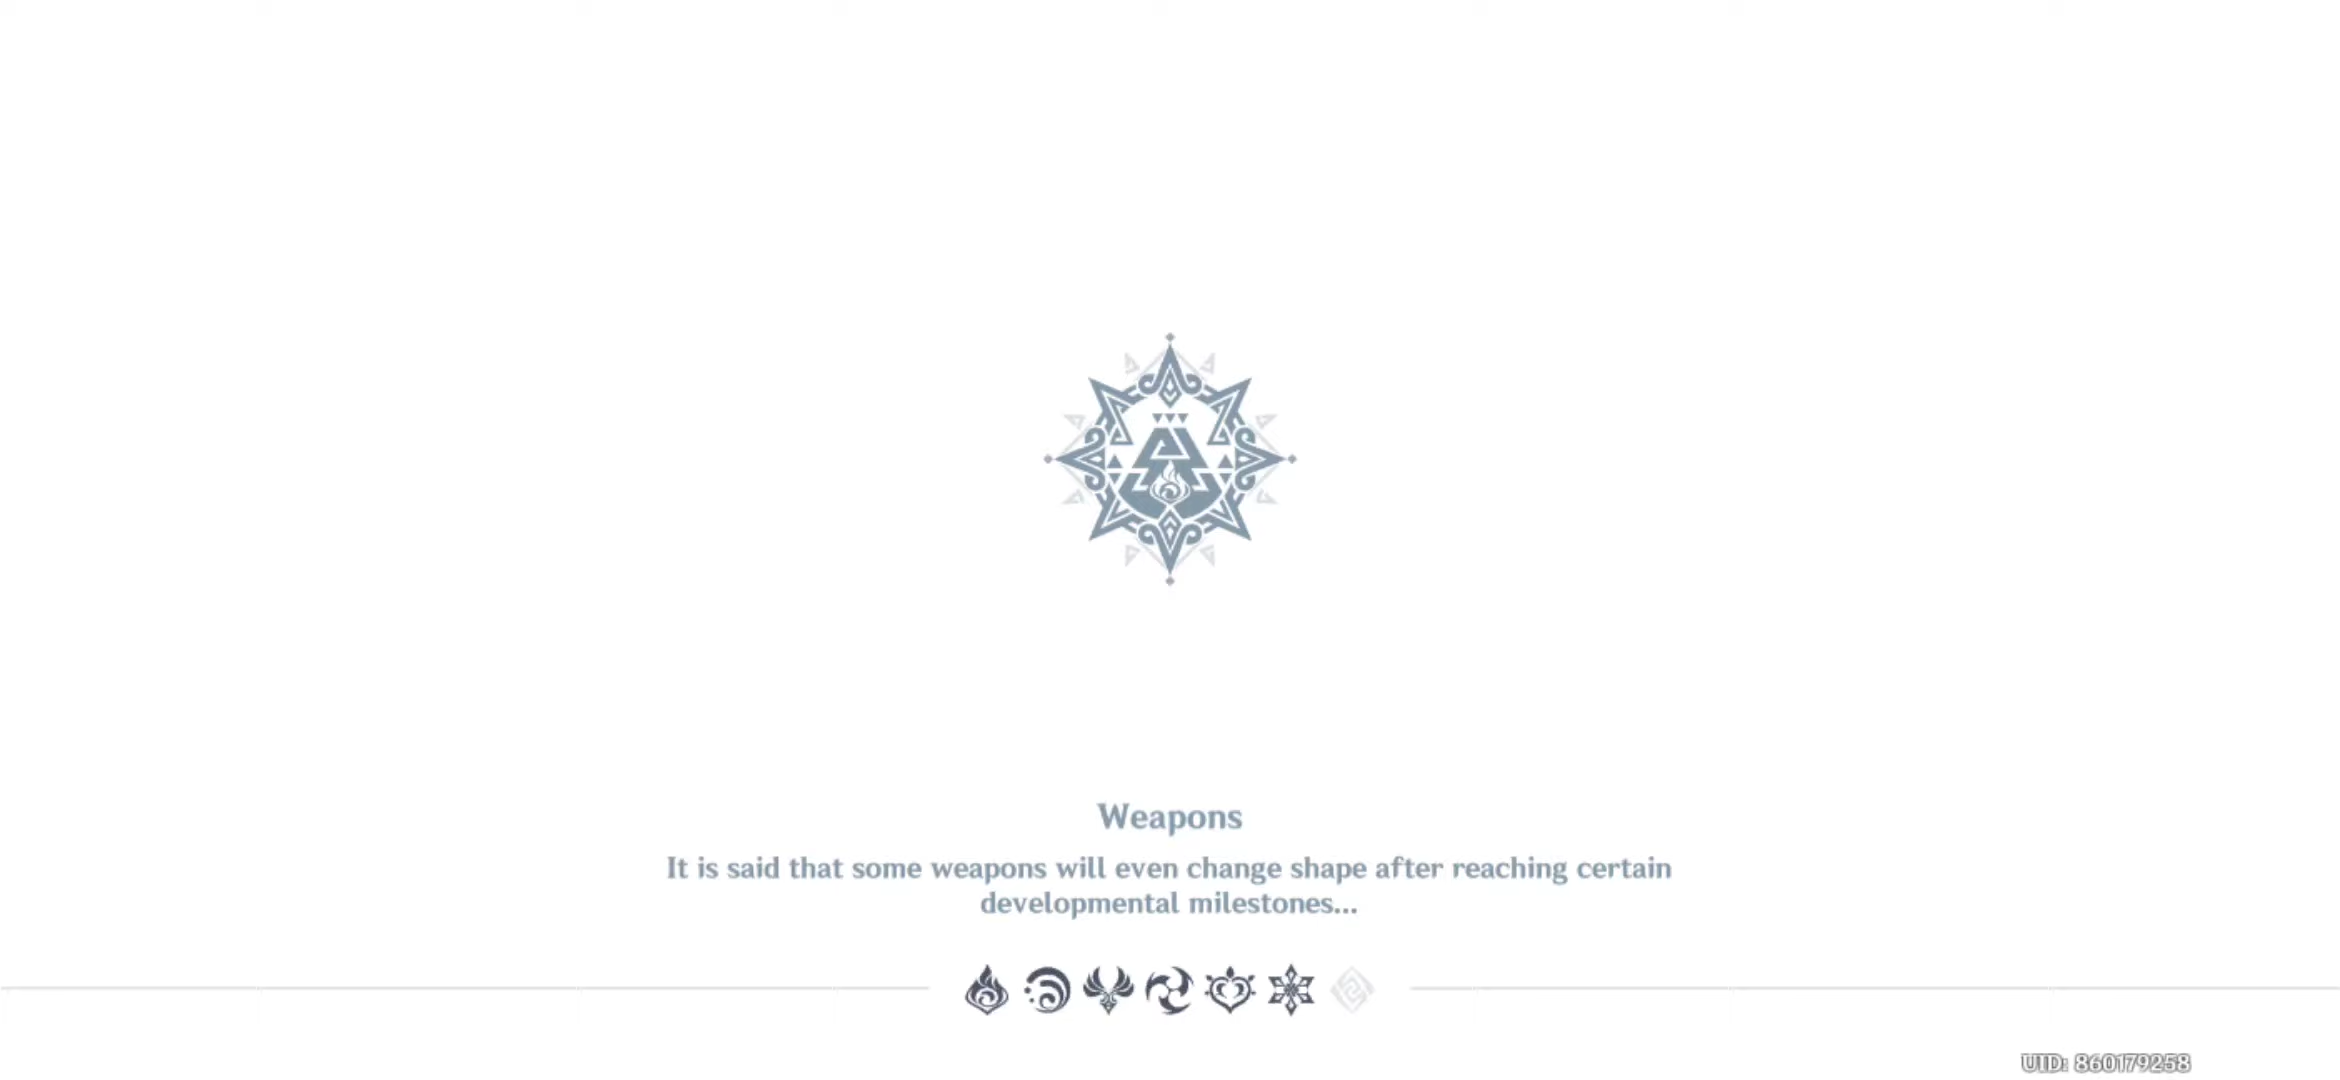 Weapons
It is said that some weapons will even change shape after reaching certain
developmental milestones...
UID: 860179258